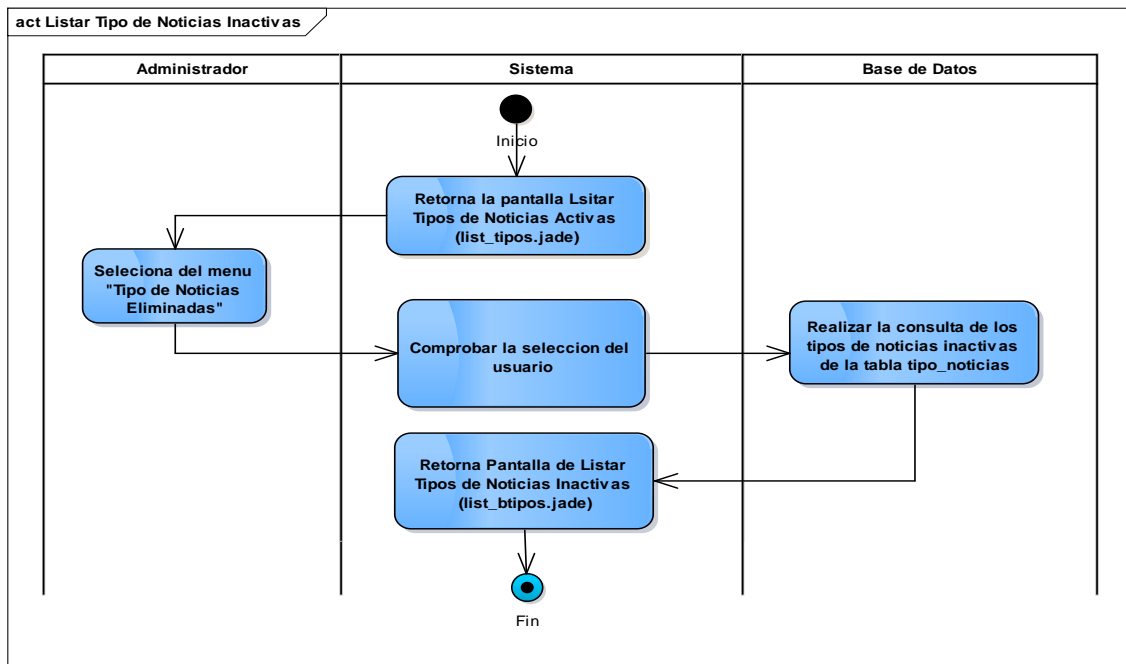 act Listar Tipo de Noticias Inactivas
Administrador
Sistema
Base de Datos
Inicio
Retorna la pantalla Lsitar
Tipos de Noticias Activas
(list_tipos.jade)
Seleciona del menu
"Tipo de Noticias
Eliminadas"
Comprobar la seleccion del
usuario
Realizar la consulta de los
tipos de noticias inactivas
de la tabla tipo_noticias
Retorna Pantalla de Listar
Tipos de Noticias Inactivas
(list_btipos.jade)
Fin